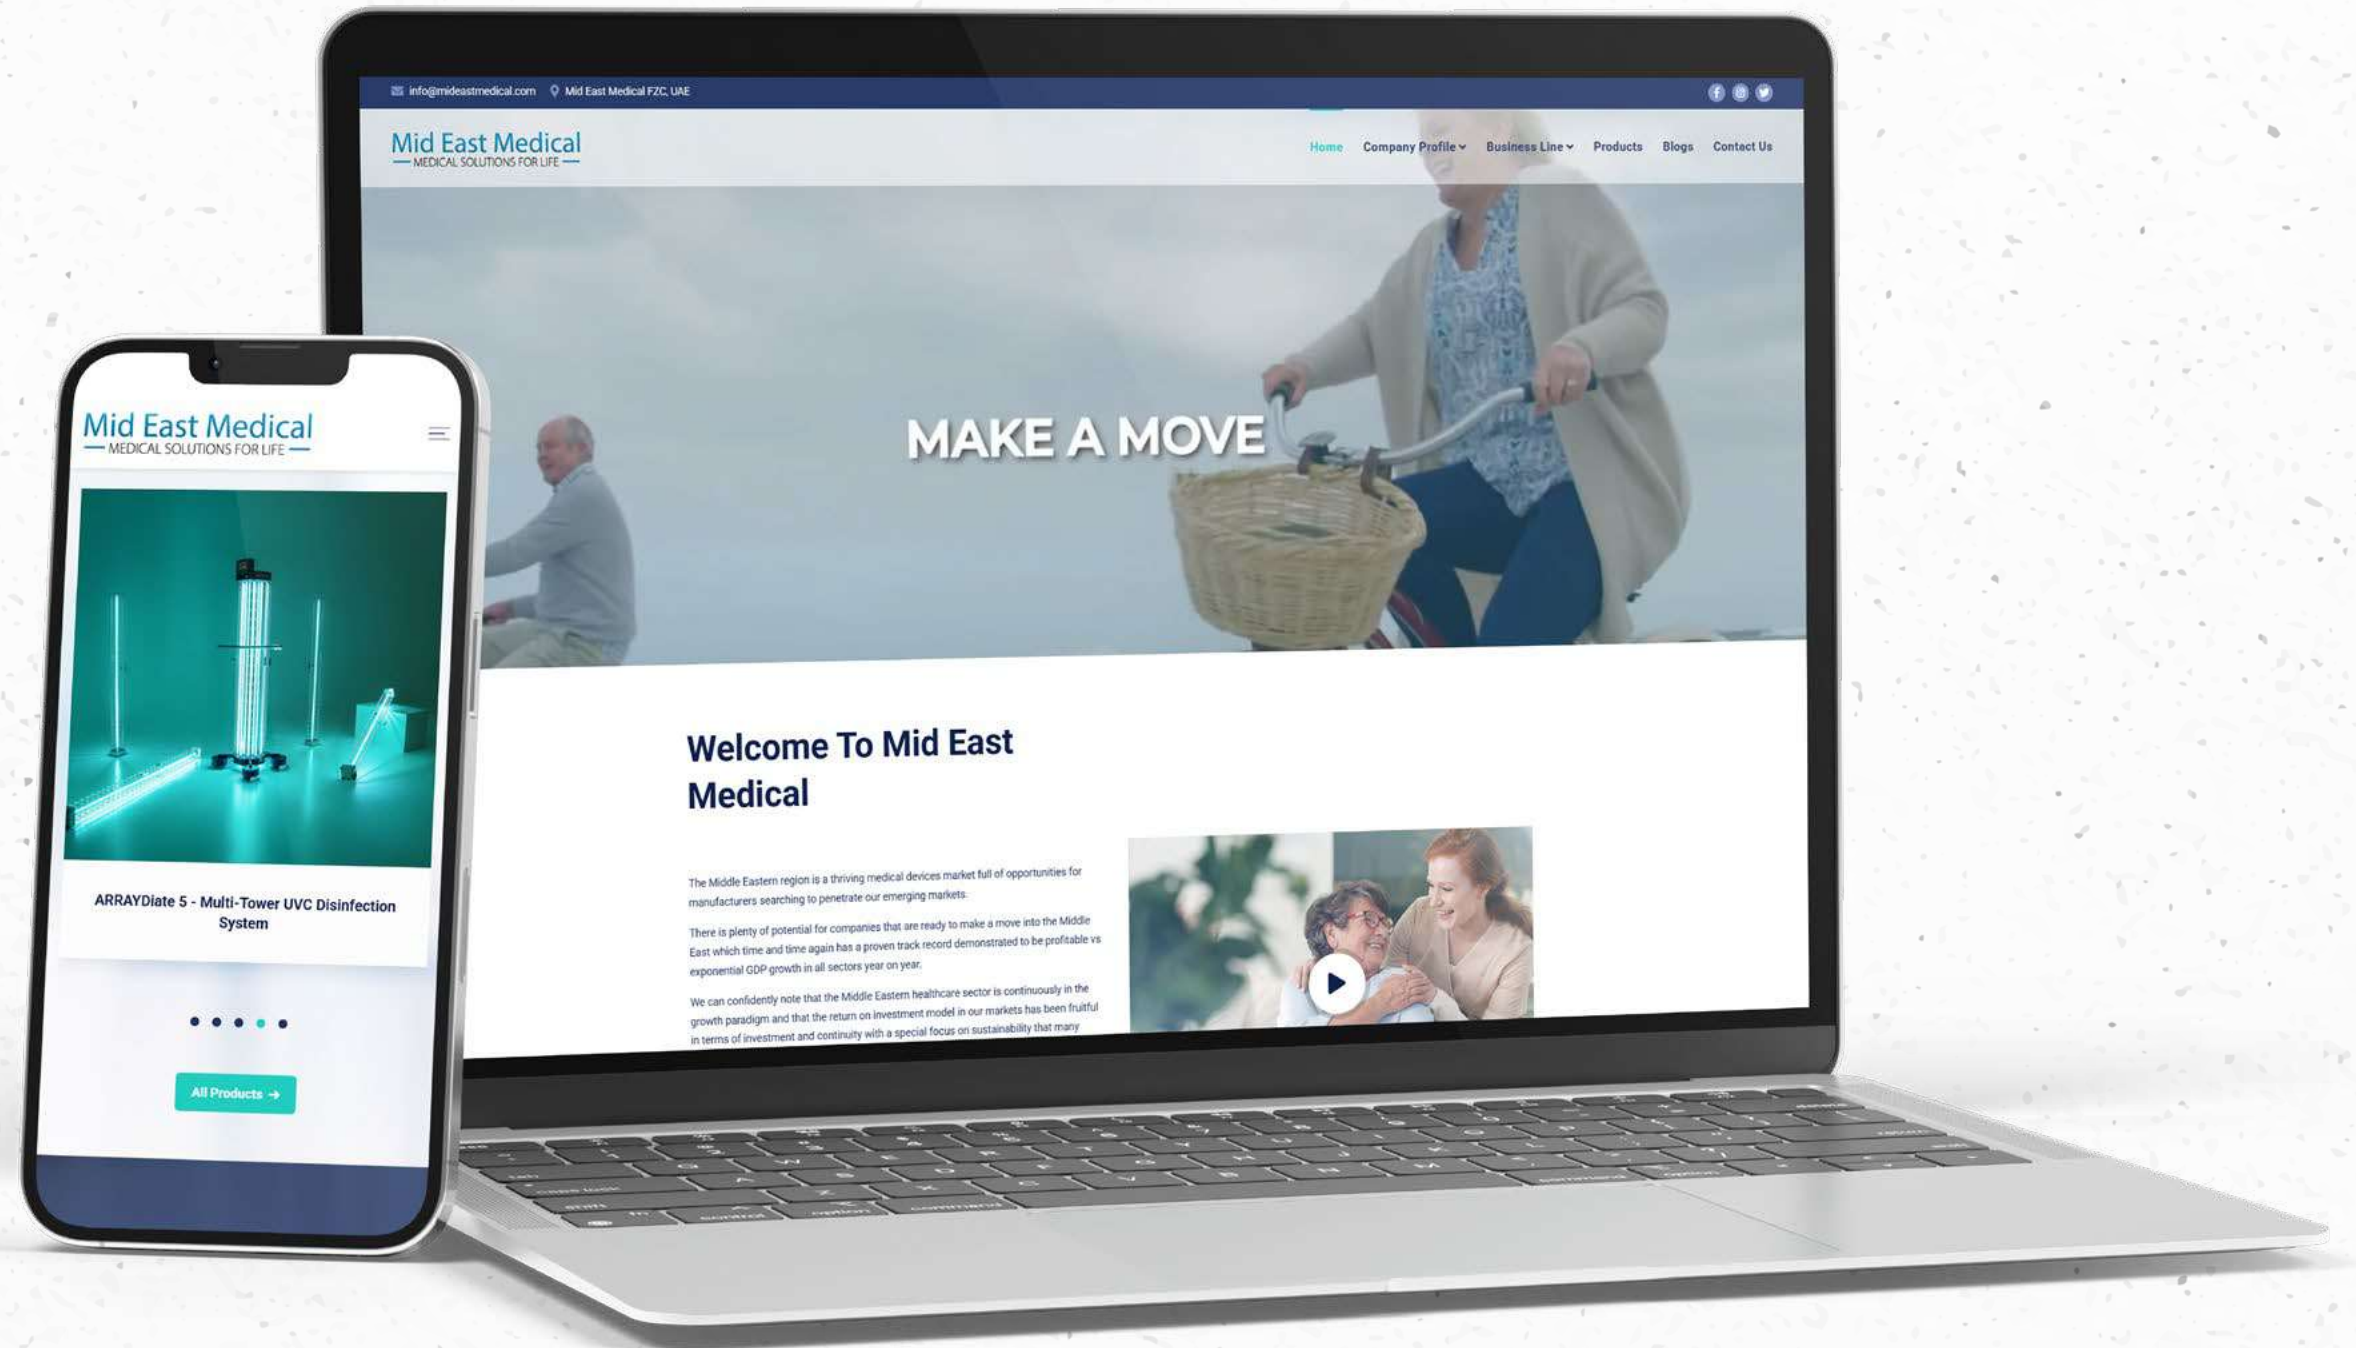 info@mideastmedical.com Mid East Medical FZC, UAE
Mid East Medical
MEDICAL SOLUTIONS FOR LIFE
Home Company Profile Business Line Products Blogs Contact Us
MAKE A MOVE
Welcome To Mid East
Medical
The Middle Eastern region is a thriving medical devices market full of opportunities for
manufacturers searching to penetrate our emerging markets.
There is plenty of potential for companies that are ready to make a move into the Middle
East which time and time again has a proven track record demonstrated to be profitable vs
exponential GDP growth in all sectors year on year.
We can confidently note that the Middle Eastern healthcare sector is continuously in the
growth paradigm and that the return on investment model in our markets has been fruitful
in terms of investment and continuity with a special focus on sustainability that many
Mid East Medical
MEDICAL SOLUTIONS FOR LIFE
ARRAYDiate 5 - Multi-Tower UVC Disinfection
System
All Products